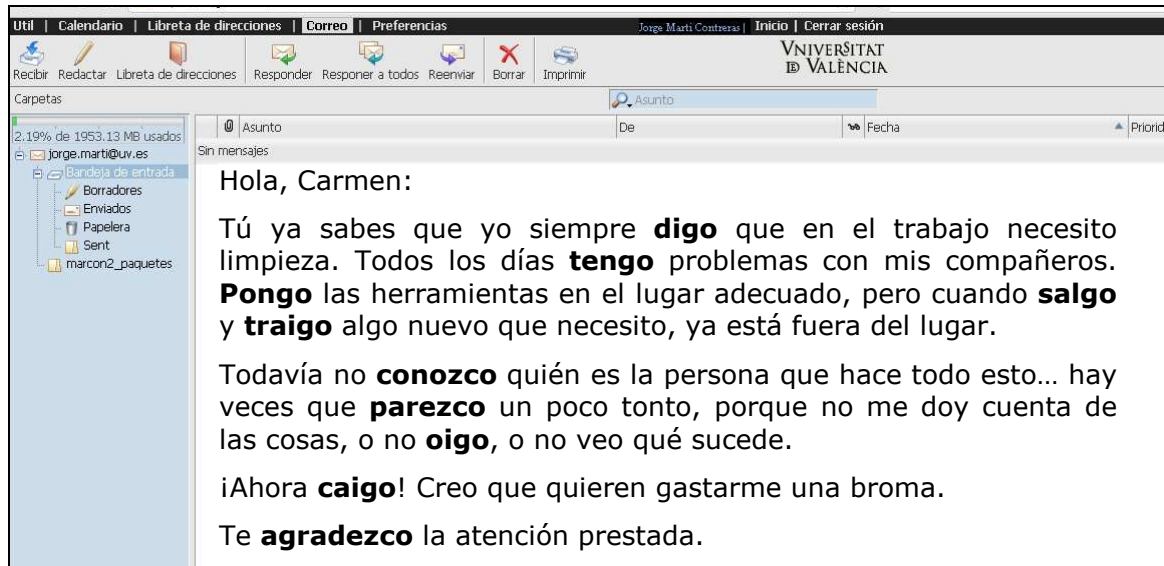 Util | Calendario | Libreta de direcciones | Correo | Preferencias Jorge Marti Contreras | Inicio | Cerrar sesión
Recibir Redactar Libreta de direcciones Responder Responer a todos Reenviar Borrar Imprimir
VNIVERSITAT
ID VALÈNCIA
Carpetas
Asunto
2.19% de 1953.13 MB usados
Asunto De Fecha Priorid
jorge.marti@uv.es
Sin mensajes
Bandeja de entrada
Borradores
Enviados
Papelera
Sent
marcon2_paquetes
Hola, Carmen:
Tú ya sabes que yo siempre digo que en el trabajo necesito
limpieza. Todos los días tengo problemas con mis compañeros.
Pongo las herramientas en el lugar adecuado, pero cuando salgo
y traigo algo nuevo que necesito, ya está fuera del lugar.
Todavía no conozco quién es la persona que hace todo esto… hay
veces que parezco un poco tonto, porque no me doy cuenta de
las cosas, o no oigo, o no veo qué sucede.
¡Ahora caigo! Creo que quieren gastarme una broma.
Te agradezco la atención prestada.